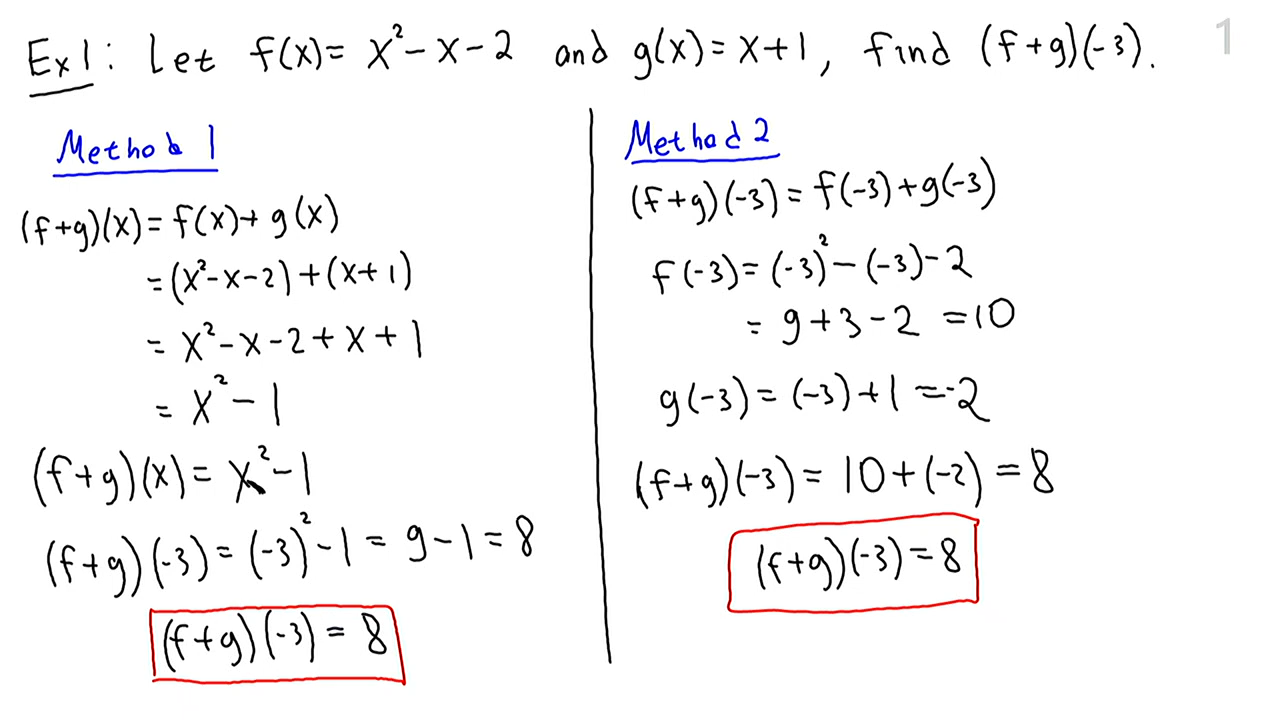 Ex1: Let f(x) = x² - x - 2 and g(x) = x + 1, find (f+g)(-3).
1
Method 1
(f+g)(x) = f(x) + g(x)
= (x² - x - 2) + (x + 1)
= x² - x - 2 + x + 1
= x² - 1
(f+g)(x) = x² - 1
(f+g)(-3) = (-3)² - 1 = 9 - 1 = 8
(f+g)(-3) = 8
Method 2
(f+g)(-3) = f(-3) + g(-3)
f(-3) = (-3)² - (-3) - 2
= 9 + 3 - 2 = 10
g(-3) = (-3) + 1 = -2
(f+g)(-3) = 10 + (-2) = 8
(f+g)(-3) = 8